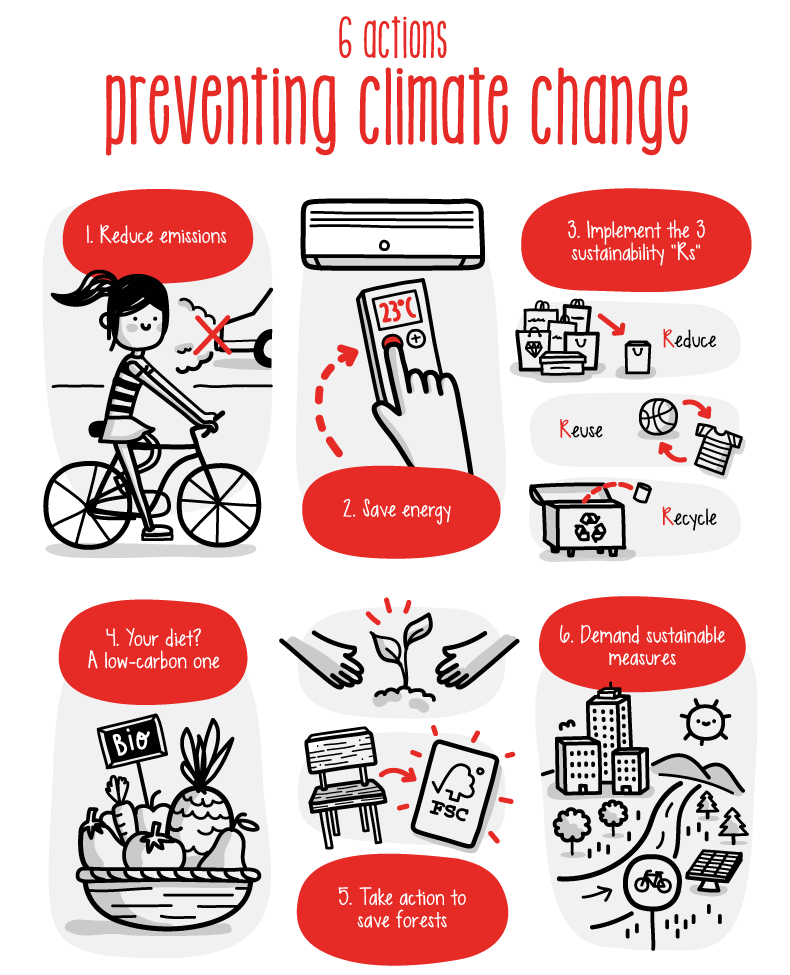 6 actions
preventing climate change
1. Reduce emissions
23°C
2. Save energy
3. Implement the 3
sustainability "Rs"
Reduce
Reuse
Recycle
4. Your diet?
A low-carbon one
Bio
FSC
5. Take action to
save forests
6. Demand sustainable
measures